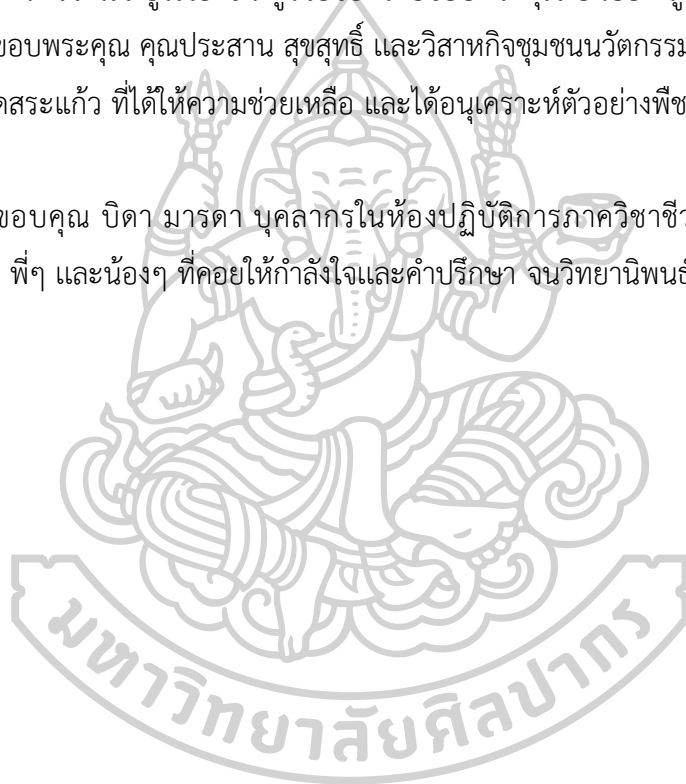 ขอบพระคุณ คุณประสาน สุขสุทธิ์ และวิสาหกิจชุมชนนวัตกรรม
สระแก้ว ที่ได้ให้ความช่วยเหลือ และได้อนุเคราะห์ตัวอย่างพืช
ขอบคุณ บิดา มารดา บุคลากรในห้องปฏิบัติการภาควิชาชีว
พี่ๆ และน้องๆ ที่คอยให้กำลังใจและคำปรึกษา จนวิทยานิพนธ์
มหาวิทยาลัยศิลปากร